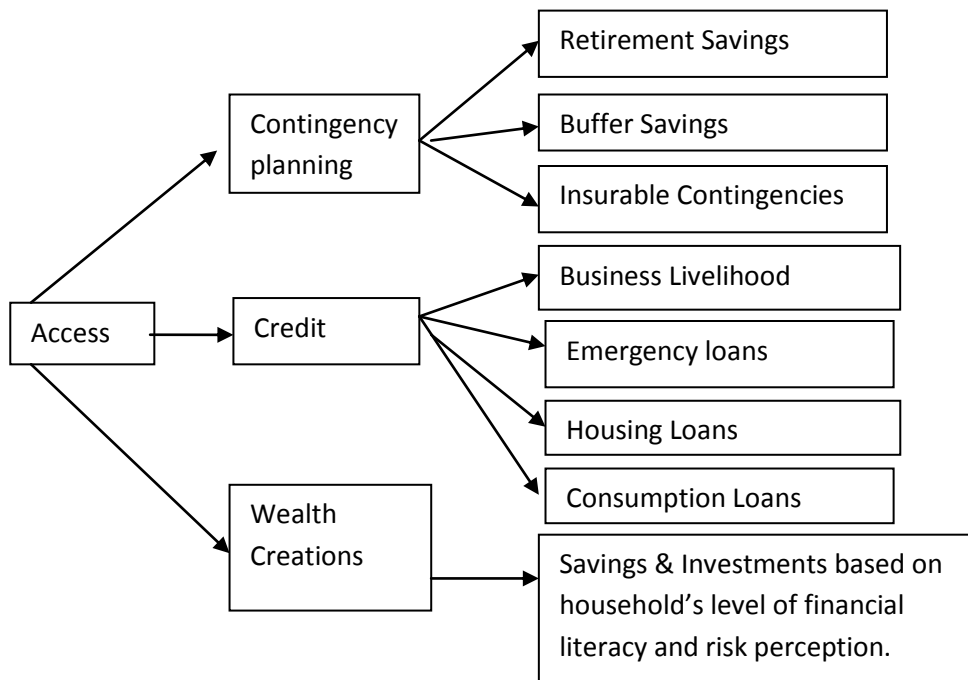 Retirement Savings
Contingency
planning
Buffer Savings
Insurable Contingencies
Access
Credit
Business Livelihood
Emergency loans
Housing Loans
Consumption Loans
Wealth
Creations
Savings & Investments based on
household’s level of financial
literacy and risk perception.